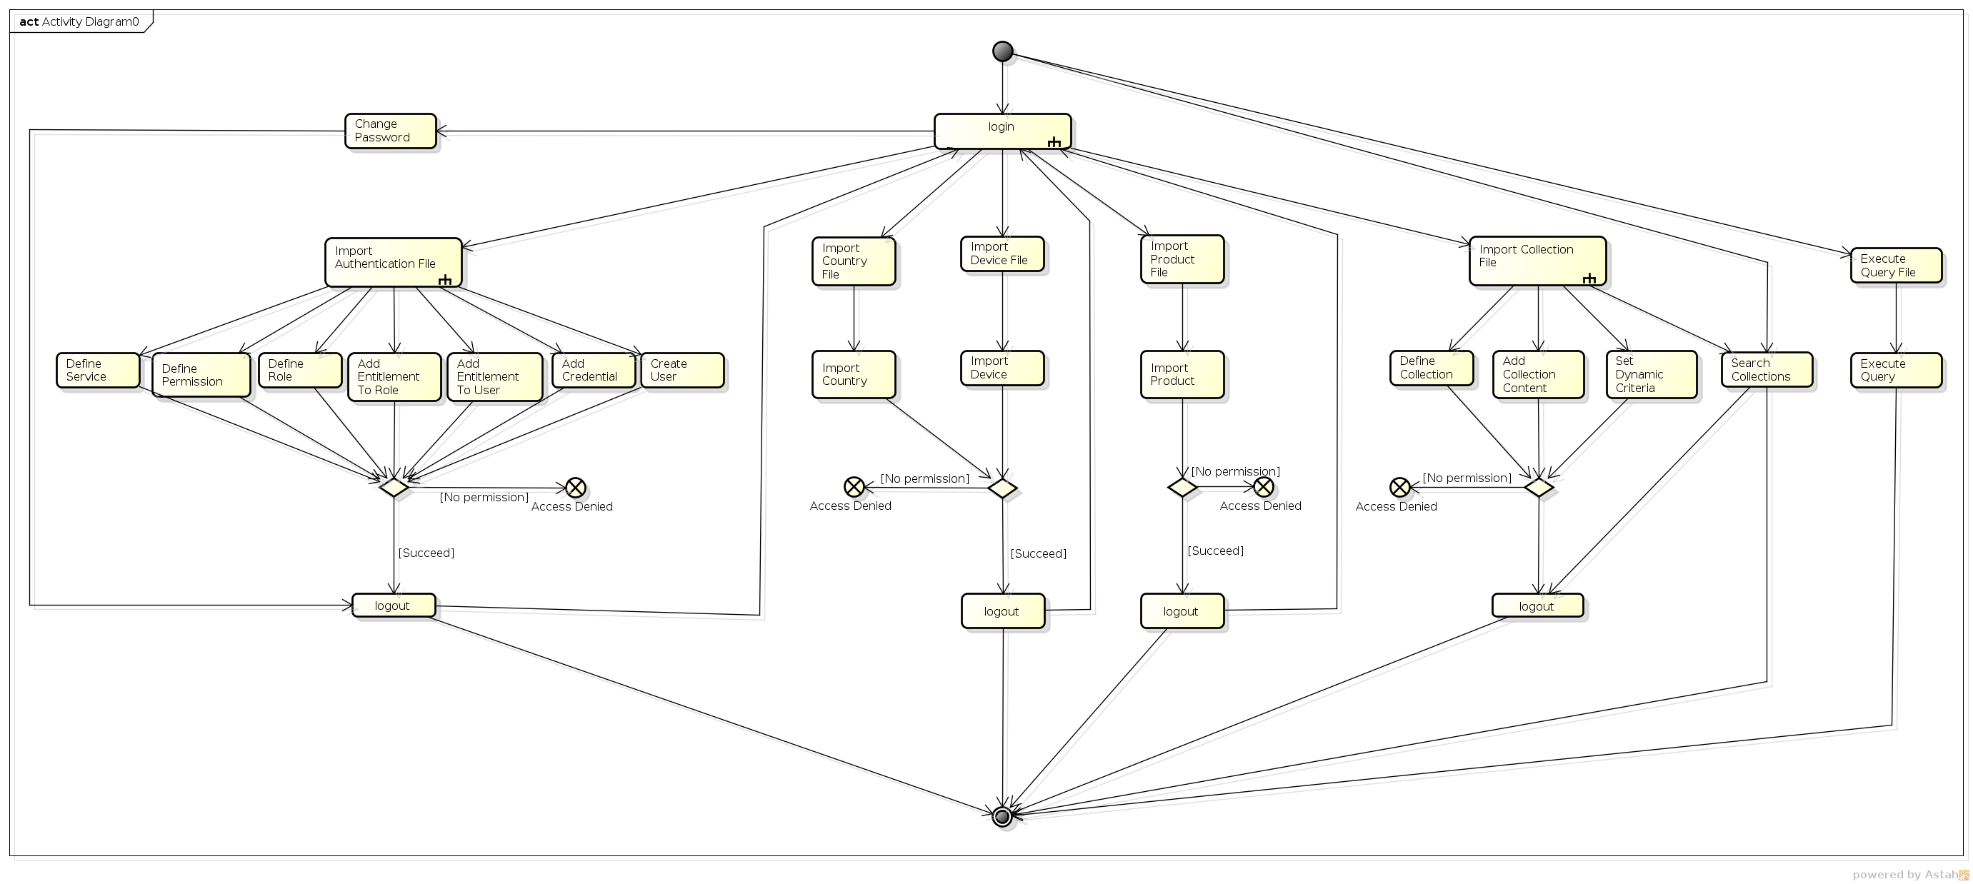 act Activity Diagram0
Change
Password
login
Import
Authentication File
Import
Country
File
Import
Device File
Import
Product
File
Import Collection
File
Execute
Query File
Define
Service
Define
Permission
Define
Role
Add
Entitlement
To Role
Add
Entitlement
To User
Add
Credential
Create
User
Import
Country
Import
Device
Import
Product
Define
Collection
Add
Collection
Content
Set
Dynamic
Criteria
Search
Collections
Execute
Query
[No permission]
Access Denied
[No permission]
Access Denied
[No permission]
Access Denied
[No permission]
Access Denied
[Succeed]
[Succeed]
[Succeed]
logout
logout
logout
logout
powered by Astah